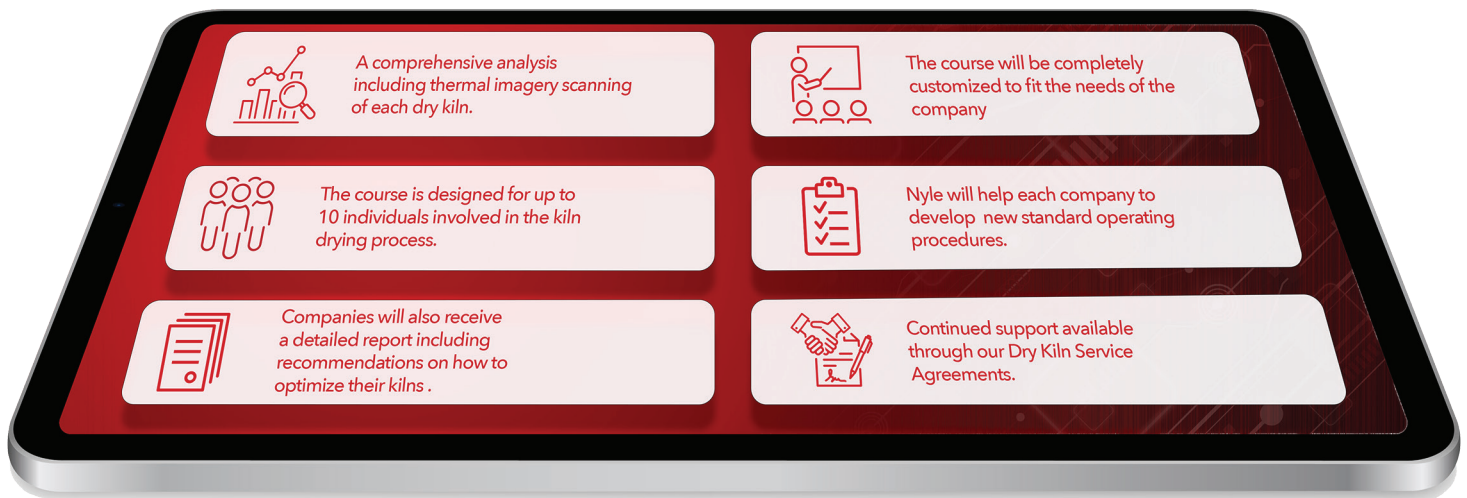 A comprehensive analysis
including thermal imagery scanning
of each dry kiln.
The course will be completely
customized to fit the needs of the
company
The course is designed for up to
10 individuals involved in the kiln
drying process.
Nyle will help each company to
develop  new standard operating
procedures.
Companies will also receive
a detailed report including
recommendations on how to
optimize their kilns .
Continued support available
through our Dry Kiln Service
Agreements.